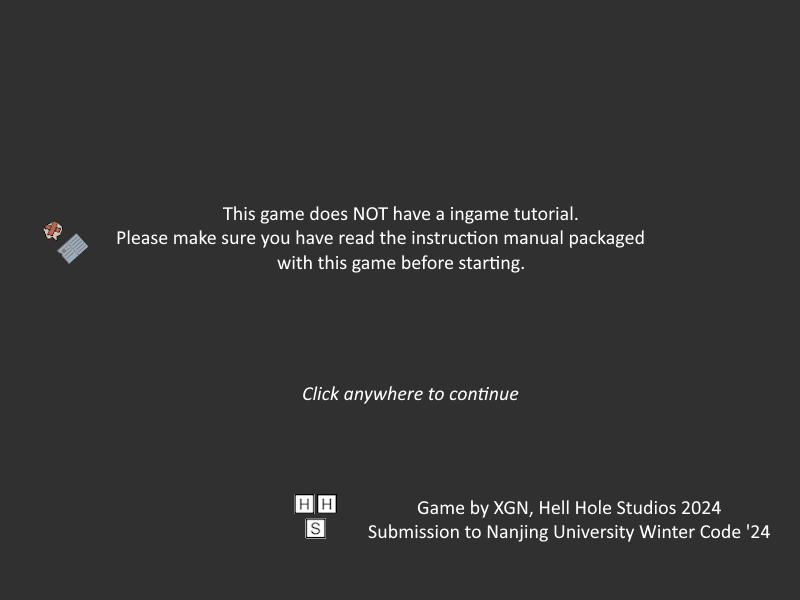 This game does NOT have a ingame tutorial.
Please make sure you have read the instruction manual packaged
with this game before starting.
Click anywhere to continue
H H
S
Game by XGN, Hell Hole Studios 2024
Submission to Nanjing University Winter Code '24